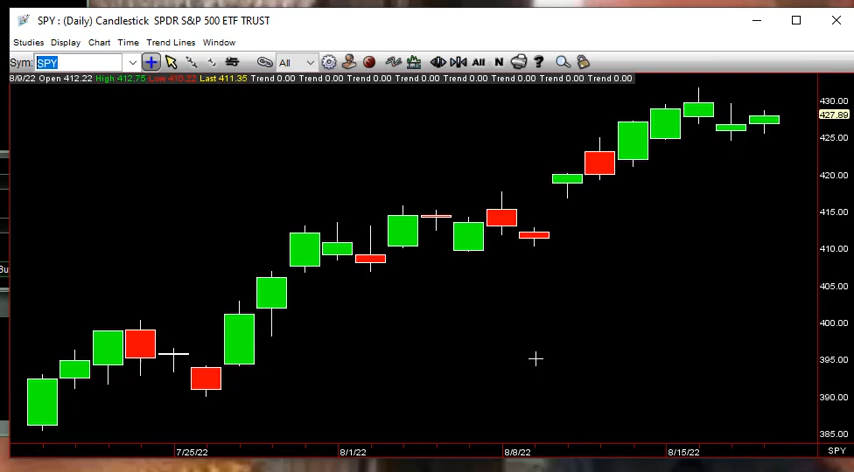 SPY : (Daily) Candlestick SPDR S&P 500 ETF TRUST
Studies Display Chart Time Trend Lines Window
Sym: SPY All All N ?
8/9/22 Open 412.22 High 412.75 Low 410.22 Last 411.35 Trend 0.00 Trend 0.00 Trend 0.00 Trend 0.00 Trend 0.00 Trend 0.00 Trend 0.00
430.00
427.89
425.00
420.00
415.00
410.00
Bu
405.00
400.00
395.00
390.00
385.00
7/25/22 8/1/22 8/8/22 8/15/22 SPY